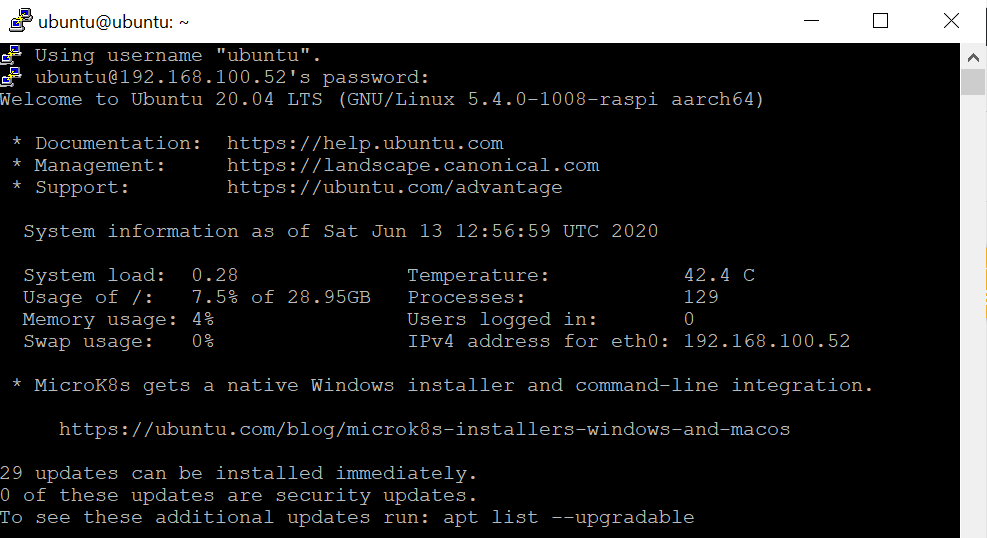 ubuntu@ubuntu: ~
Using username "ubuntu".
ubuntu@192.168.100.52's password:
Welcome to Ubuntu 20.04 LTS (GNU/Linux 5.4.0-1008-raspi aarch64)
* Documentation:  https://help.ubuntu.com
* Management:     https://landscape.canonical.com
* Support:        https://ubuntu.com/advantage
System information as of Sat Jun 13 12:56:59 UTC 2020
System load:  0.28              Temperature:           42.4 C
Usage of /:   7.5% of 28.95GB   Processes:             129
Memory usage: 4%                Users logged in:       0
Swap usage:   0%                IPv4 address for eth0: 192.168.100.52
* MicroK8s gets a native Windows installer and command-line integration.
https://ubuntu.com/blog/microk8s-installers-windows-and-macos
29 updates can be installed immediately.
0 of these updates are security updates.
To see these additional updates run: apt list --upgradable